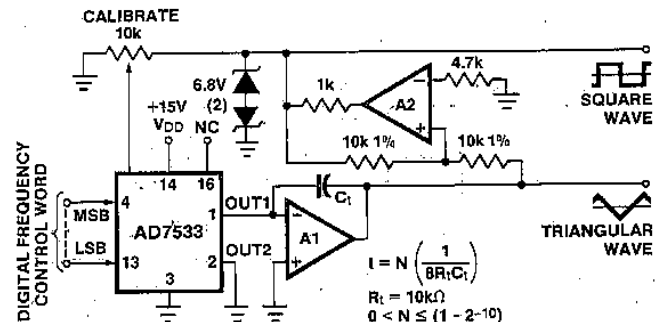 CALIBRATE
10k
6.8V
(2)
1k
A2
4.7k
SQUARE
WAVE
+15V
VDD
NC
10k 1%
10k 1%
14
16
DIGITAL FREQUENCY
CONTROL WORD
MSB
LSB
4
13
AD7533
1
2
3
OUT1
OUT2
Ct
A1
TRIANGULAR
WAVE
f = N (1/8RtCt)
Rt = 10kΩ
0 < N ≤ (1 - 2-10)